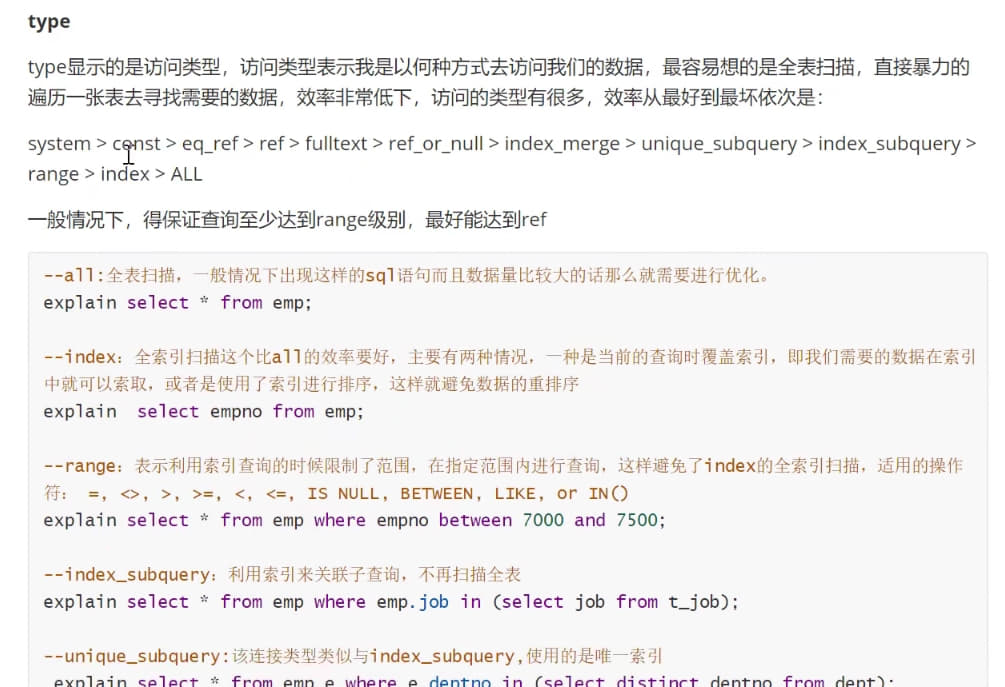 type
type显示的是访问类型，访问类型表示我是以何种方式去访问我们的数据，最容易想的是全表扫描，直接暴力的
遍历一张表去寻找需要的数据，效率非常低下，访问的类型有很多，效率从最好到最坏依次是：
system > const > eq_ref > ref > fulltext > ref_or_null > index_merge > unique_subquery > index_subquery >
range > index > ALL
一般情况下，得保证查询至少达到range级别，最好能达到ref
--all:全表扫描，一般情况下出现这样的sql语句而且数据量比较大的话那么就需要进行优化。
explain select * from emp;
--index：全索引扫描这个比all的效率要好，主要有两种情况，一种是当前的查询时覆盖索引，即我们需要的数据在索引
中就可以索取，或者是使用了索引进行排序，这样就避免数据的重排序
explain  select empno from emp;
--range：表示利用索引查询的时候限制了范围，在指定范围内进行查询，这样避免了index的全索引扫描，适用的操作
符： =, <>, >, >=, <, <=, IS NULL, BETWEEN, LIKE, or IN()
explain select * from emp where empno between 7000 and 7500;
--index_subquery：利用索引来关联子查询，不再扫描全表
explain select * from emp where emp.job in (select job from t_job);
--unique_subquery:该连接类型类似与index_subquery,使用的是唯一索引
explain select * from emp e where e.deptno in (select distinct deptno from dept);